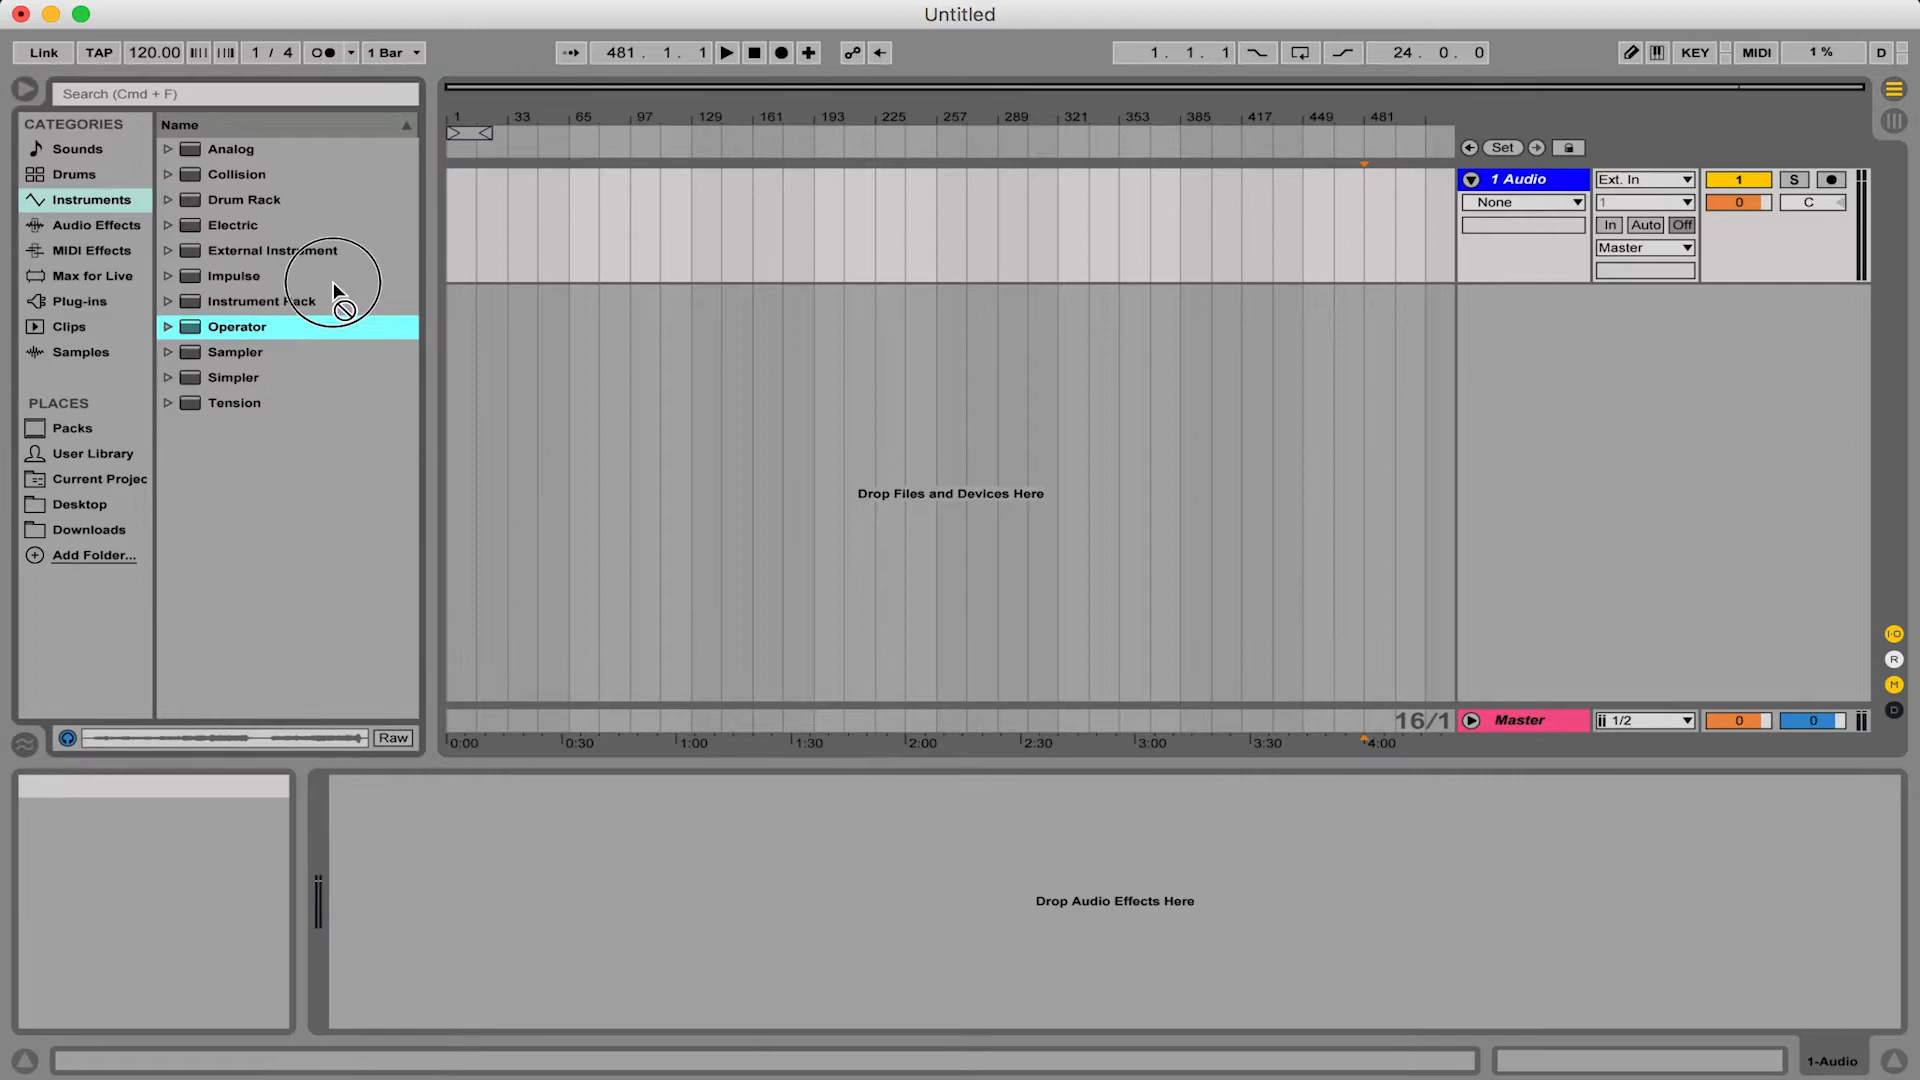 Untitled
Link TAP 120.00 1 / 4 1 Bar 481. 1. 1 1. 1. 1 24. 0. 0 KEY MIDI 1 % D
Search (Cmd + F)
CATEGORIES
Sounds
Drums
Instruments
Audio Effects
MIDI Effects
Max for Live
Plug-ins
Clips
Samples
PLACES
Packs
User Library
Current Projec
Desktop
Downloads
Add Folder...
Name
Analog
Collision
Drum Rack
Electric
External Instrument
Impulse
Instrument Rack
Operator
Sampler
Simpler
Tension
Raw
1 33 65 97 129 161 193 225 257 289 321 353 385 417 449 481
Set
1 Audio Ext. In 1 S
None 1 0 C
In Auto Off
Master
Drop Files and Devices Here
I·O
R
M
D
16/1 Master 1/2 0 0
0:00 0:30 1:00 1:30 2:00 2:30 3:00 3:30 4:00
Drop Audio Effects Here
1-Audio